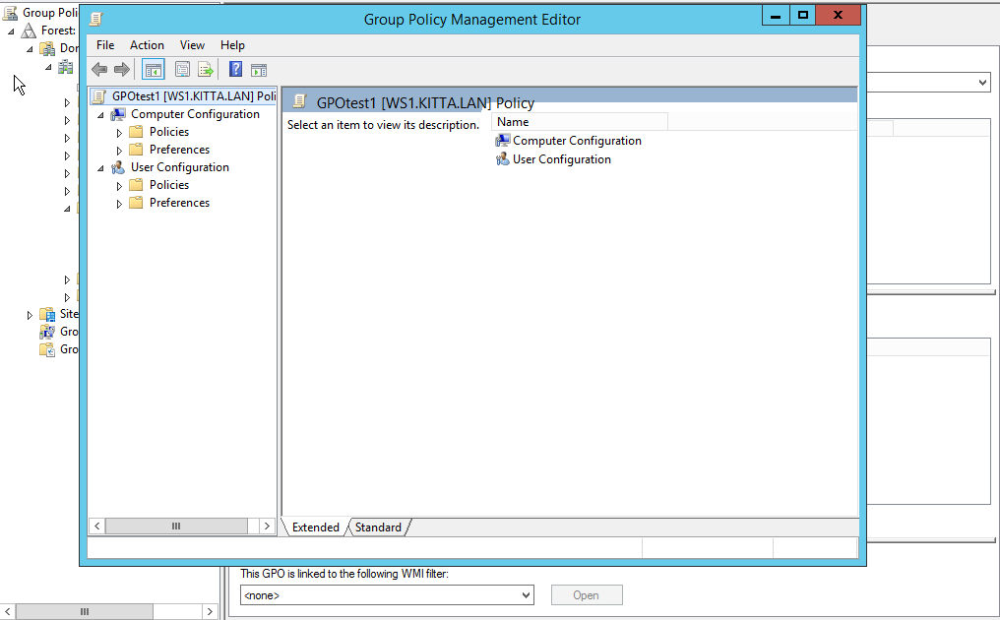 Group Poli
Forest:
Dor
Site
Gro
Gro
Group Policy Management Editor
File Action View Help
GPOtest1 [WS1.KITTA.LAN] Poli
Computer Configuration
Policies
Preferences
User Configuration
Policies
Preferences
GPOtest1 [WS1.KITTA.LAN] Policy
Select an item to view its description.
Name
Computer Configuration
User Configuration
Extended Standard
This GPO is linked to the following WMI filter:
<none> Open